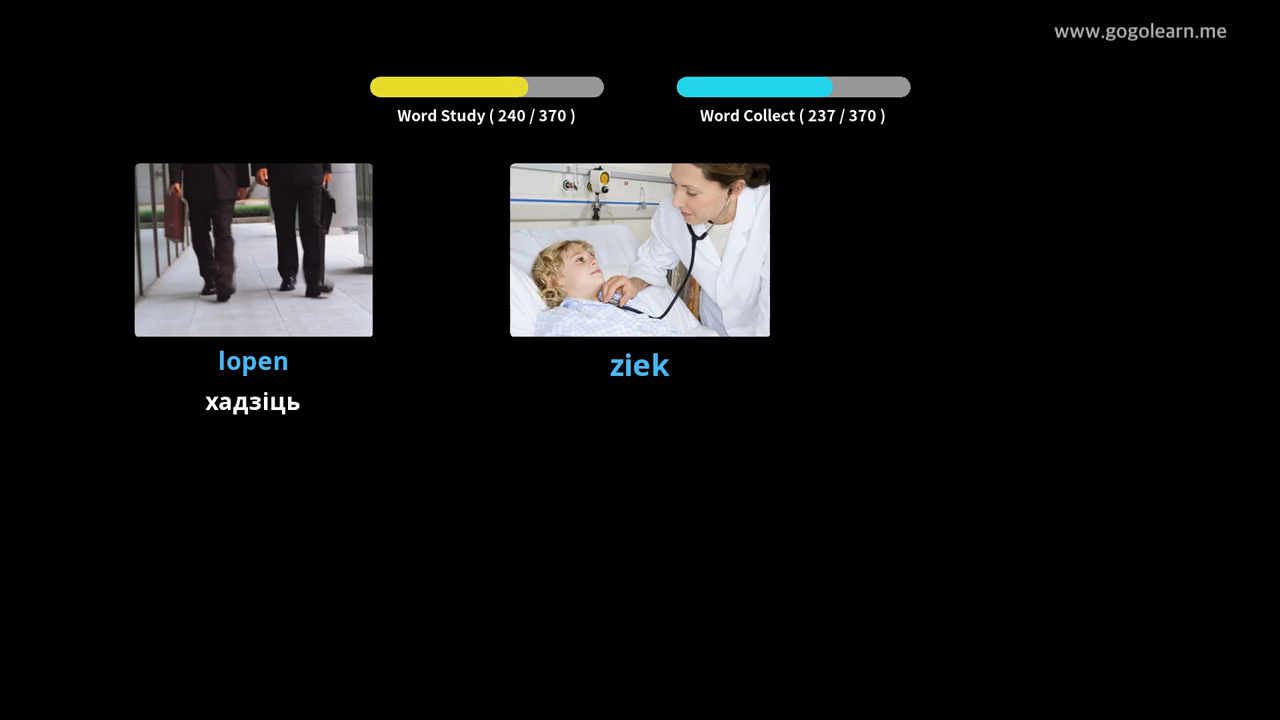 www.gogolearn.me
Word Study ( 240 / 370 )
Word Collect ( 237 / 370 )
lopen
хадзіць
ziek